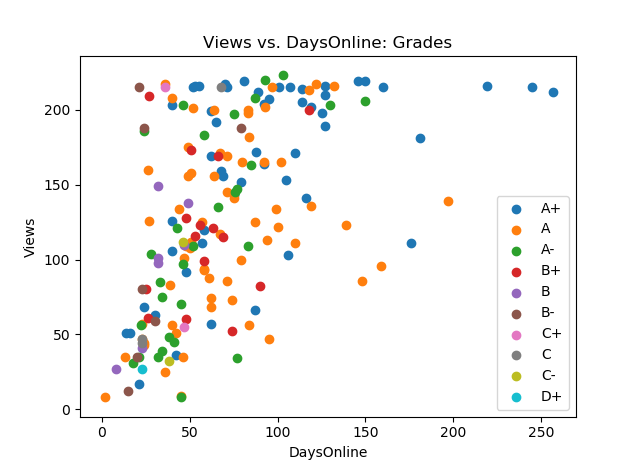 Views vs. DaysOnline: Grades
Views
200
150
100
50
0
0 50 100 150 200 250
DaysOnline
A+
A
A-
B+
B
B-
C+
C
C-
D+